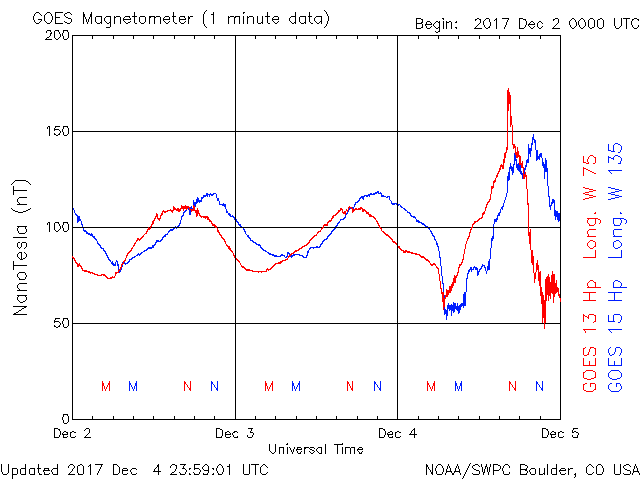 GOES Magnetometer (1 minute data)
Begin: 2017 Dec 2 0000 UTC
200
150
100
50
0
NanoTesla (nT)
M M N N M M N N M M N N
Dec 2 Dec 3 Dec 4 Dec 5
Universal Time
GOES 13 Hp Long. W 75
GOES 15 Hp Long. W 135
Updated 2017 Dec 4 23:59:01 UTC
NOAA/SWPC Boulder, CO USA